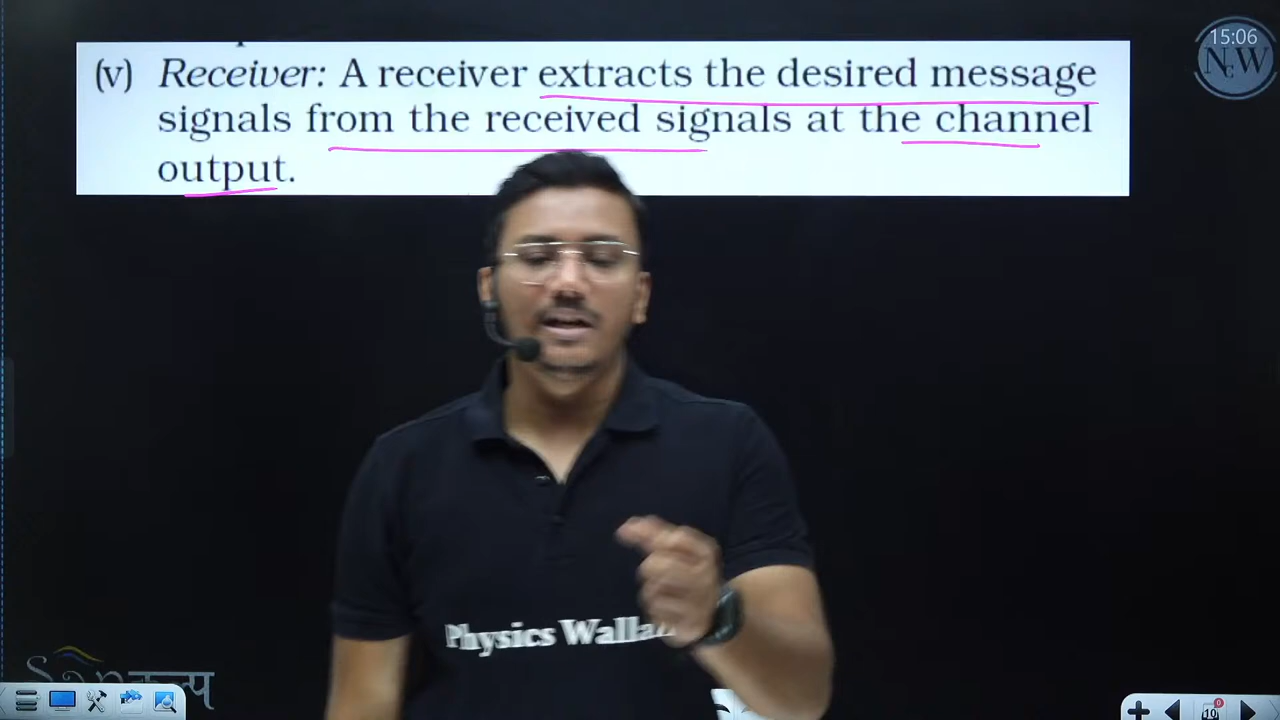 15:06
NcW
(v) Receiver: A receiver extracts the desired message
signals from the received signals at the channel
output.
Physics
10